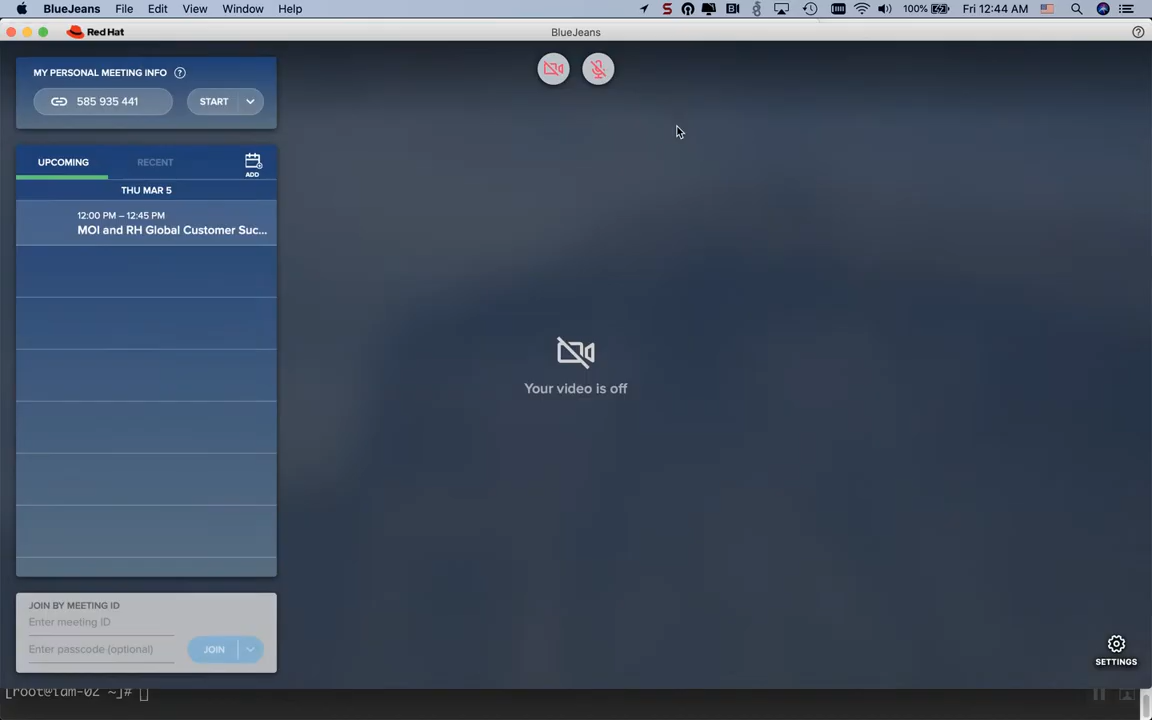 BlueJeans File Edit View Window Help
100% Fri 12:44 AM
Red Hat
BlueJeans
MY PERSONAL MEETING INFO ?
585 935 441
START
UPCOMING
RECENT
ADD
THU MAR 5
12:00 PM – 12:45 PM
MOI and RH Global Customer Suc...
Your video is off
JOIN BY MEETING ID
Enter meeting ID
Enter passcode (optional)
JOIN
SETTINGS
[root@iam-02 ~]#